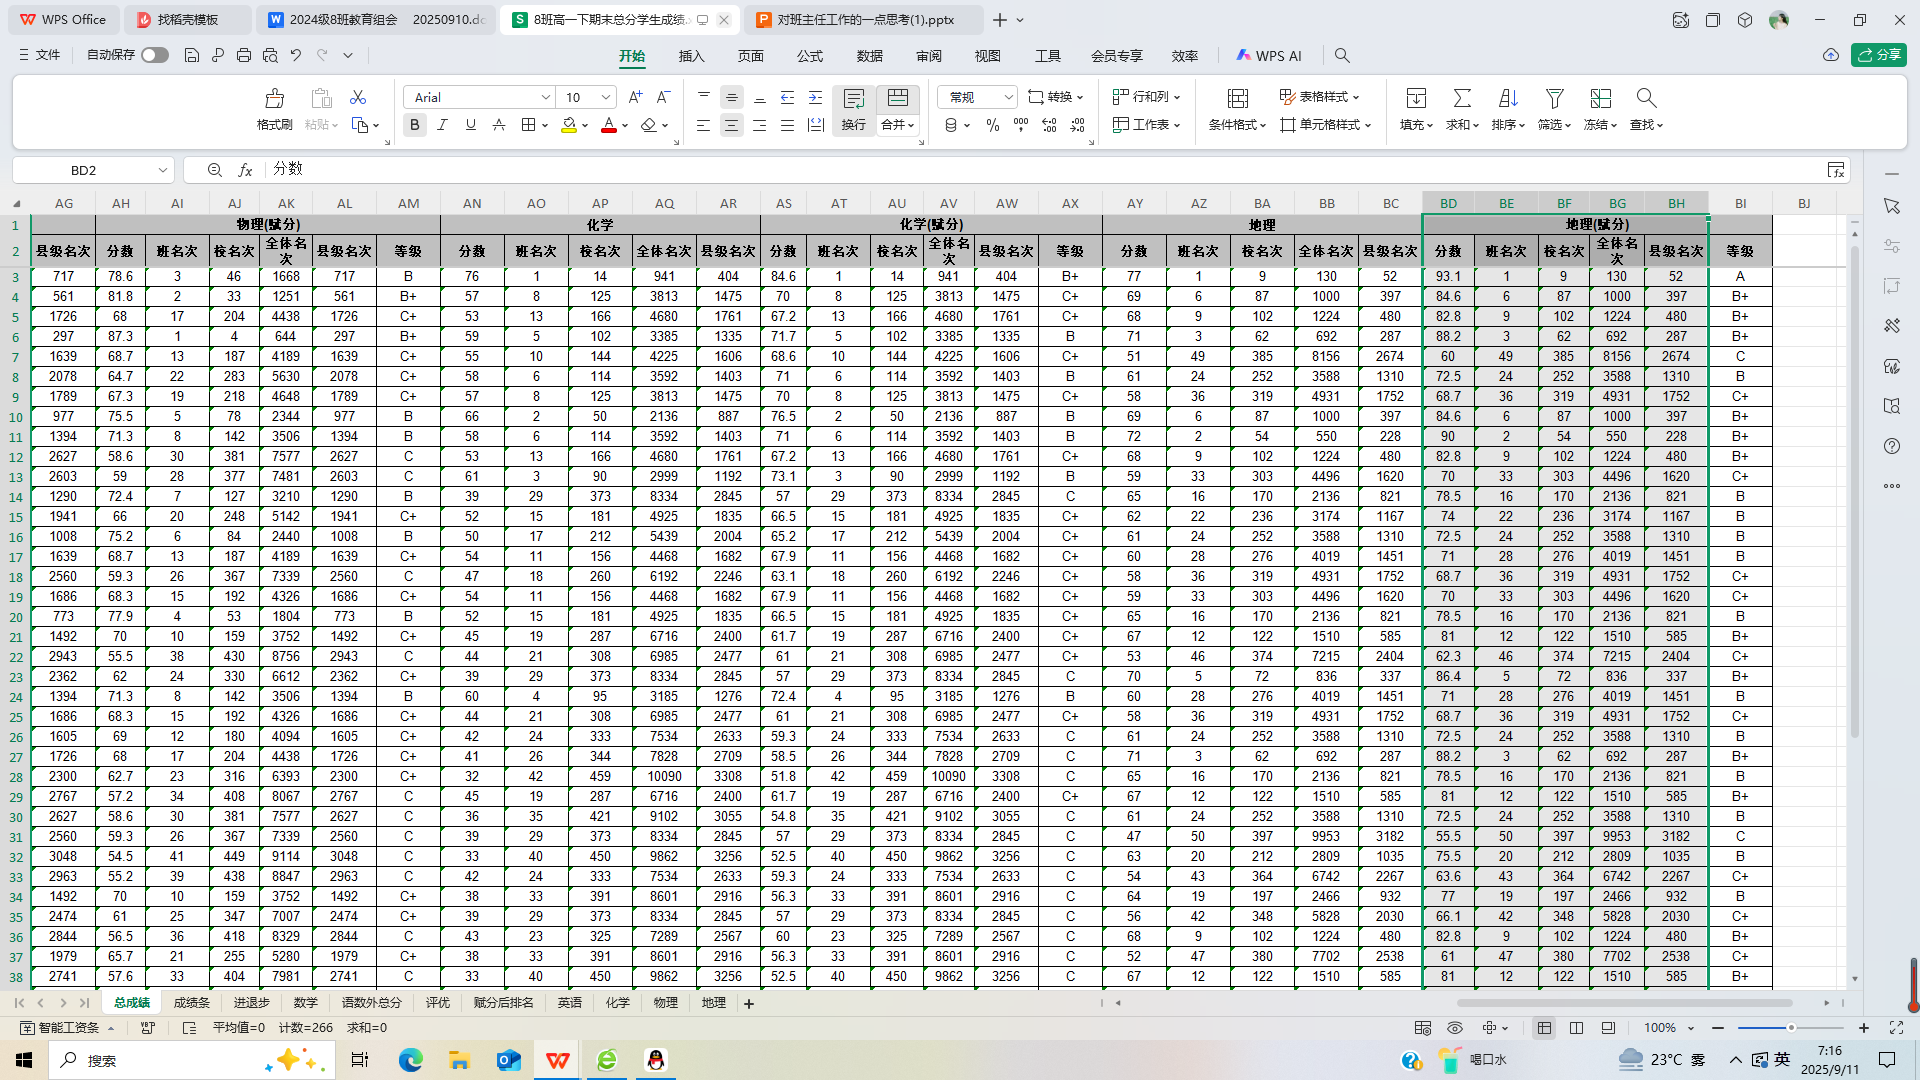 WPS Office 找稻壳模板 2024级8班教育组会 20250910.dc 8班高一下期末总分学生成绩. 对班主任工作的一点思考(1).pptx
文件 自动保存 开始 插入 页面 公式 数据 审阅 视图 工具 会员专享 效率 WPS AI 分享
格式刷 粘贴 Arial 10 换行 合并 常规 转换 行和列 工作表 条件格式 表格样式 单元格样式 填充 求和 排序 筛选 冻结 查找
BD2 fx 分数
AG AH AI AJ AK AL AM AN AO AP AQ AR AS AT AU AV AW AX AY AZ BA BB BC BD BE BF BG BH BI BJ
1 物理(赋分) 化学 化学(赋分) 地理 地理(赋分)
2 县级名次 分数 班名次 校名次 全体名次 县级名次 等级 分数 班名次 校名次 全体名次 县级名次 分数 班名次 校名次 全体名次 县级名次 等级 分数 班名次 校名次 全体名次 县级名次 分数 班名次 校名次 全体名次 县级名次 等级
3 717 78.6 3 46 1668 717 B 76 1 14 941 404 84.6 1 14 941 404 B+ 77 1 9 130 52 93.1 1 9 130 52 A
4 561 81.8 2 33 1251 561 B+ 57 8 125 3813 1475 70 8 125 3813 1475 C+ 69 6 87 1000 397 84.6 6 87 1000 397 B+
5 1726 68 17 204 4438 1726 C+ 53 13 166 4680 1761 67.2 13 166 4680 1761 C+ 68 9 102 1224 480 82.8 9 102 1224 480 B+
6 297 87.3 1 4 644 297 B+ 59 5 102 3385 1335 71.7 5 102 3385 1335 B 71 3 62 692 287 88.2 3 62 692 287 B+
7 1639 68.7 13 187 4189 1639 C+ 55 10 144 4225 1606 68.6 10 144 4225 1606 C+ 51 49 385 8156 2674 60 49 385 8156 2674 C
8 2078 64.7 22 283 5630 2078 C+ 58 6 114 3592 1403 71 6 114 3592 1403 B 61 24 252 3588 1310 72.5 24 252 3588 1310 B
9 1789 67.3 19 218 4648 1789 C+ 57 8 125 3813 1475 70 8 125 3813 1475 C+ 58 36 319 4931 1752 68.7 36 319 4931 1752 C+
10 977 75.5 5 78 2344 977 B 66 2 50 2136 887 76.5 2 50 2136 887 B 69 6 87 1000 397 84.6 6 87 1000 397 B+
11 1394 71.3 8 142 3506 1394 B 58 6 114 3592 1403 71 6 114 3592 1403 B 72 2 54 550 228 90 2 54 550 228 B+
12 2627 58.6 30 381 7577 2627 C 53 13 166 4680 1761 67.2 13 166 4680 1761 C+ 68 9 102 1224 480 82.8 9 102 1224 480 B+
13 2603 59 28 377 7481 2603 C 61 3 90 2999 1192 73.1 3 90 2999 1192 B 59 33 303 4496 1620 70 33 303 4496 1620 C+
14 1290 72.4 7 127 3210 1290 B 39 29 373 8334 2845 57 29 373 8334 2845 C 65 16 170 2136 821 78.5 16 170 2136 821 B
15 1941 66 20 248 5142 1941 C+ 52 15 181 4925 1835 66.5 15 181 4925 1835 C+ 62 22 236 3174 1167 74 22 236 3174 1167 B
16 1008 75.2 6 84 2440 1008 B 50 17 212 5439 2004 65.2 17 212 5439 2004 C+ 61 24 252 3588 1310 72.5 24 252 3588 1310 B
17 1639 68.7 13 187 4189 1639 C+ 54 11 156 4468 1682 67.9 11 156 4468 1682 C+ 60 28 276 4019 1451 71 28 276 4019 1451 B
18 2560 59.3 26 367 7339 2560 C 47 18 260 6192 2246 63.1 18 260 6192 2246 C+ 58 36 319 4931 1752 68.7 36 319 4931 1752 C+
19 1686 68.3 15 192 4326 1686 C+ 54 11 156 4468 1682 67.9 11 156 4468 1682 C+ 59 33 303 4496 1620 70 33 303 4496 1620 C+
20 773 77.9 4 53 1804 773 B 52 15 181 4925 1835 66.5 15 181 4925 1835 C+ 65 16 170 2136 821 78.5 16 170 2136 821 B
21 1492 70 10 159 3752 1492 C+ 45 19 287 6716 2400 61.7 19 287 6716 2400 C+ 67 12 122 1510 585 81 12 122 1510 585 B+
22 2943 55.5 38 430 8756 2943 C 44 21 308 6985 2477 61 21 308 6985 2477 C+ 53 46 374 7215 2404 62.3 46 374 7215 2404 C+
23 2362 62 24 330 6612 2362 C+ 39 29 373 8334 2845 57 29 373 8334 2845 C 70 5 72 836 337 86.4 5 72 836 337 B+
24 1394 71.3 8 142 3506 1394 B 60 4 95 3185 1276 72.4 4 95 3185 1276 B 60 28 276 4019 1451 71 28 276 4019 1451 B
25 1686 68.3 15 192 4326 1686 C+ 44 21 308 6985 2477 61 21 308 6985 2477 C+ 58 36 319 4931 1752 68.7 36 319 4931 1752 C+
26 1605 69 12 180 4094 1605 C+ 42 24 333 7534 2633 59.3 24 333 7534 2633 C 61 24 252 3588 1310 72.5 24 252 3588 1310 B
27 1726 68 17 204 4438 1726 C+ 41 26 344 7828 2709 58.5 26 344 7828 2709 C 71 3 62 692 287 88.2 3 62 692 287 B+
28 2300 62.7 23 316 6393 2300 C+ 32 42 459 10090 3308 51.8 42 459 10090 3308 C 65 16 170 2136 821 78.5 16 170 2136 821 B
29 2767 57.2 34 408 8067 2767 C 45 19 287 6716 2400 61.7 19 287 6716 2400 C+ 67 12 122 1510 585 81 12 122 1510 585 B+
30 2627 58.6 30 381 7577 2627 C 36 35 421 9102 3055 54.8 35 421 9102 3055 C 61 24 252 3588 1310 72.5 24 252 3588 1310 B
31 2560 59.3 26 367 7339 2560 C 39 29 373 8334 2845 57 29 373 8334 2845 C 47 50 397 9953 3182 55.5 50 397 9953 3182 C
32 3048 54.5 41 449 9114 3048 C 33 40 450 9862 3256 52.5 40 450 9862 3256 C 63 20 212 2809 1035 75.5 20 212 2809 1035 B
33 2963 55.2 39 438 8847 2963 C 42 24 333 7534 2633 59.3 24 333 7534 2633 C 54 43 364 6742 2267 63.6 43 364 6742 2267 C+
34 1492 70 10 159 3752 1492 C+ 38 33 391 8601 2916 56.3 33 391 8601 2916 C 64 19 197 2466 932 77 19 197 2466 932 B
35 2474 61 25 347 7007 2474 C+ 39 29 373 8334 2845 57 29 373 8334 2845 C 56 42 348 5828 2030 66.1 42 348 5828 2030 C+
36 2844 56.5 36 418 8329 2844 C 43 23 325 7289 2567 60 23 325 7289 2567 C 68 9 102 1224 480 82.8 9 102 1224 480 B+
37 1979 65.7 21 255 5280 1979 C+ 38 33 391 8601 2916 56.3 33 391 8601 2916 C 52 47 380 7702 2538 61 47 380 7702 2538 C+
38 2741 57.6 33 404 7981 2741 C 33 40 450 9862 3256 52.5 40 450 9862 3256 C 67 12 122 1510 585 81 12 122 1510 585 B+
总成绩 成绩条 进退步 数学 语数外总分 评优 赋分后排名 英语 化学 物理 地理
智能工资条 平均值=0 计数=266 求和=0 100%
搜索 喝口水 23°C 雾 英 7:16
2025/9/11